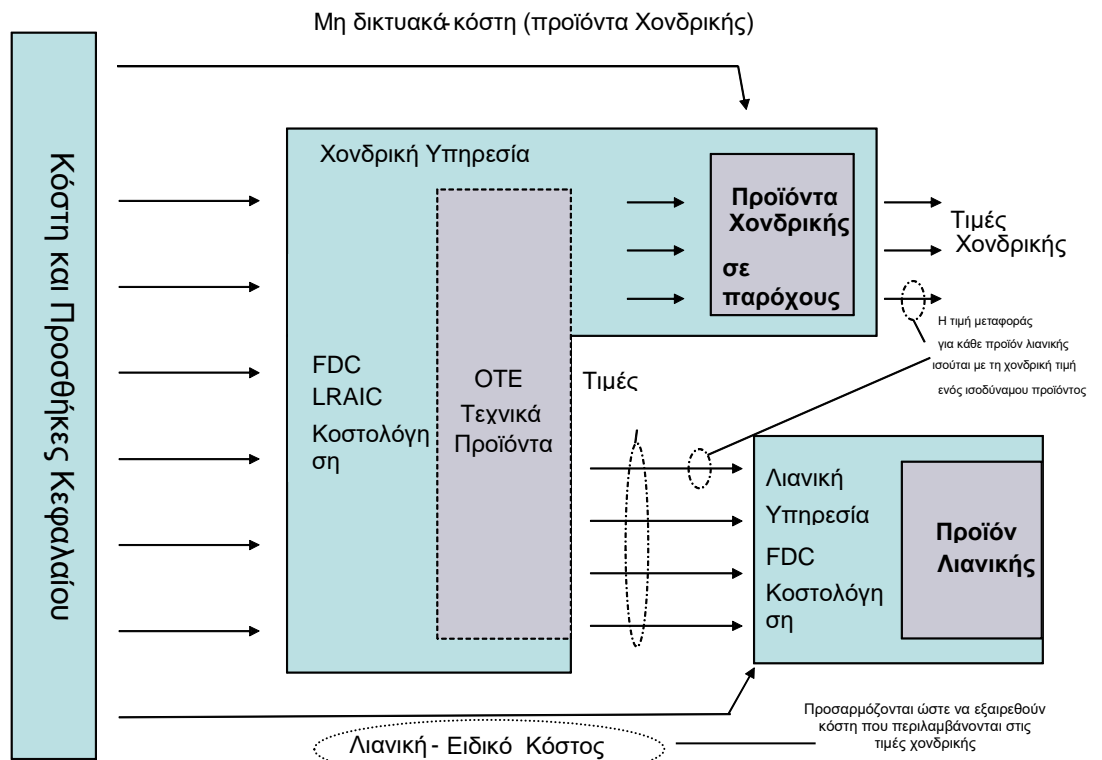 Μη δικτυακά-κόστη (προϊόντα Χονδρικής)
Κόστη και Προσθήκες Κεφαλαίου
Χονδρική Υπηρεσία
Προϊόντα
Χονδρικής
σε
παρόχους
Τιμές
Χονδρικής
Η τιμή μεταφοράς
για κάθε προϊόν λιανικής
ισούται με τη χονδρική τιμή
ενός ισοδύναμου προϊόντος
FDC
LRAIC
Κοστολόγη
ση
ΟΤΕ
Τεχνικά
Προϊόντα
Τιμές
Λιανική
Υπηρεσία
FDC
Κοστολόγη
ση
Προϊόν
Λιανικής
Λιανική - Ειδικό Κόστος
Προσαρμόζονται ώστε να εξαιρεθούν
κόστη που περιλαμβάνονται στις
τιμές χονδρικής